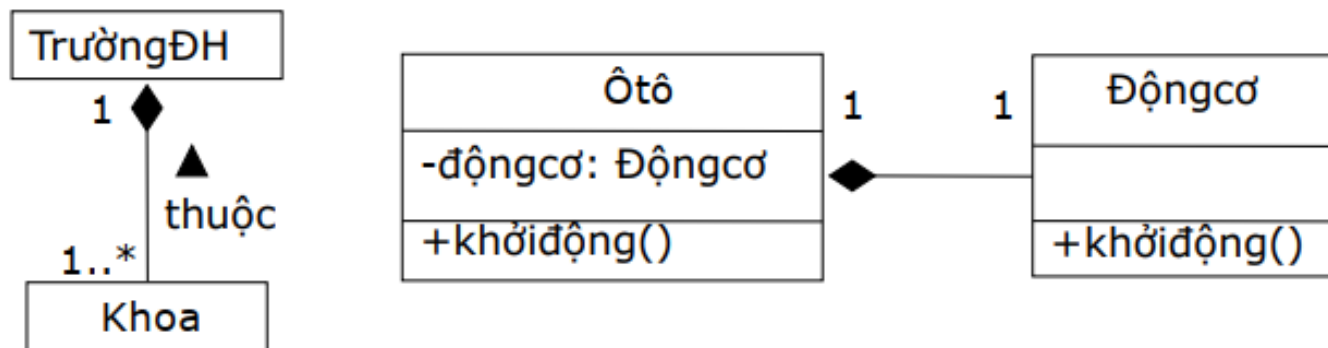 TrườngĐH
1
thuộc
1..*
Khoa
Ôtô
-độngcơ: Độngcơ
+khởiđộng()
1
1
Độngcơ
+khởiđộng()